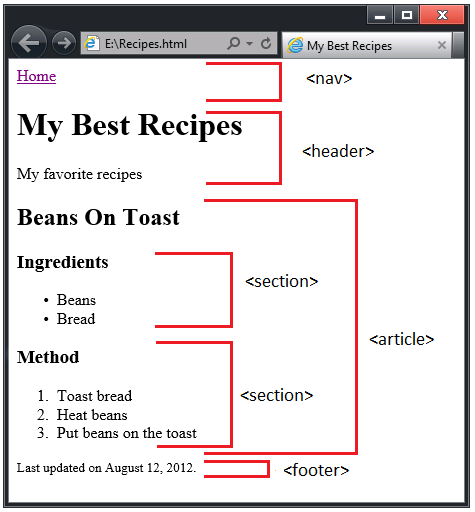 E:\Recipes.html
My Best Recipes
Home
<nav>
My Best Recipes
<header>
My favorite recipes
Beans On Toast
Ingredients
<section>
• Beans
• Bread
<article>
Method
1. Toast bread
2. Heat beans
3. Put beans on the toast
<section>
Last updated on August 12, 2012.
<footer>